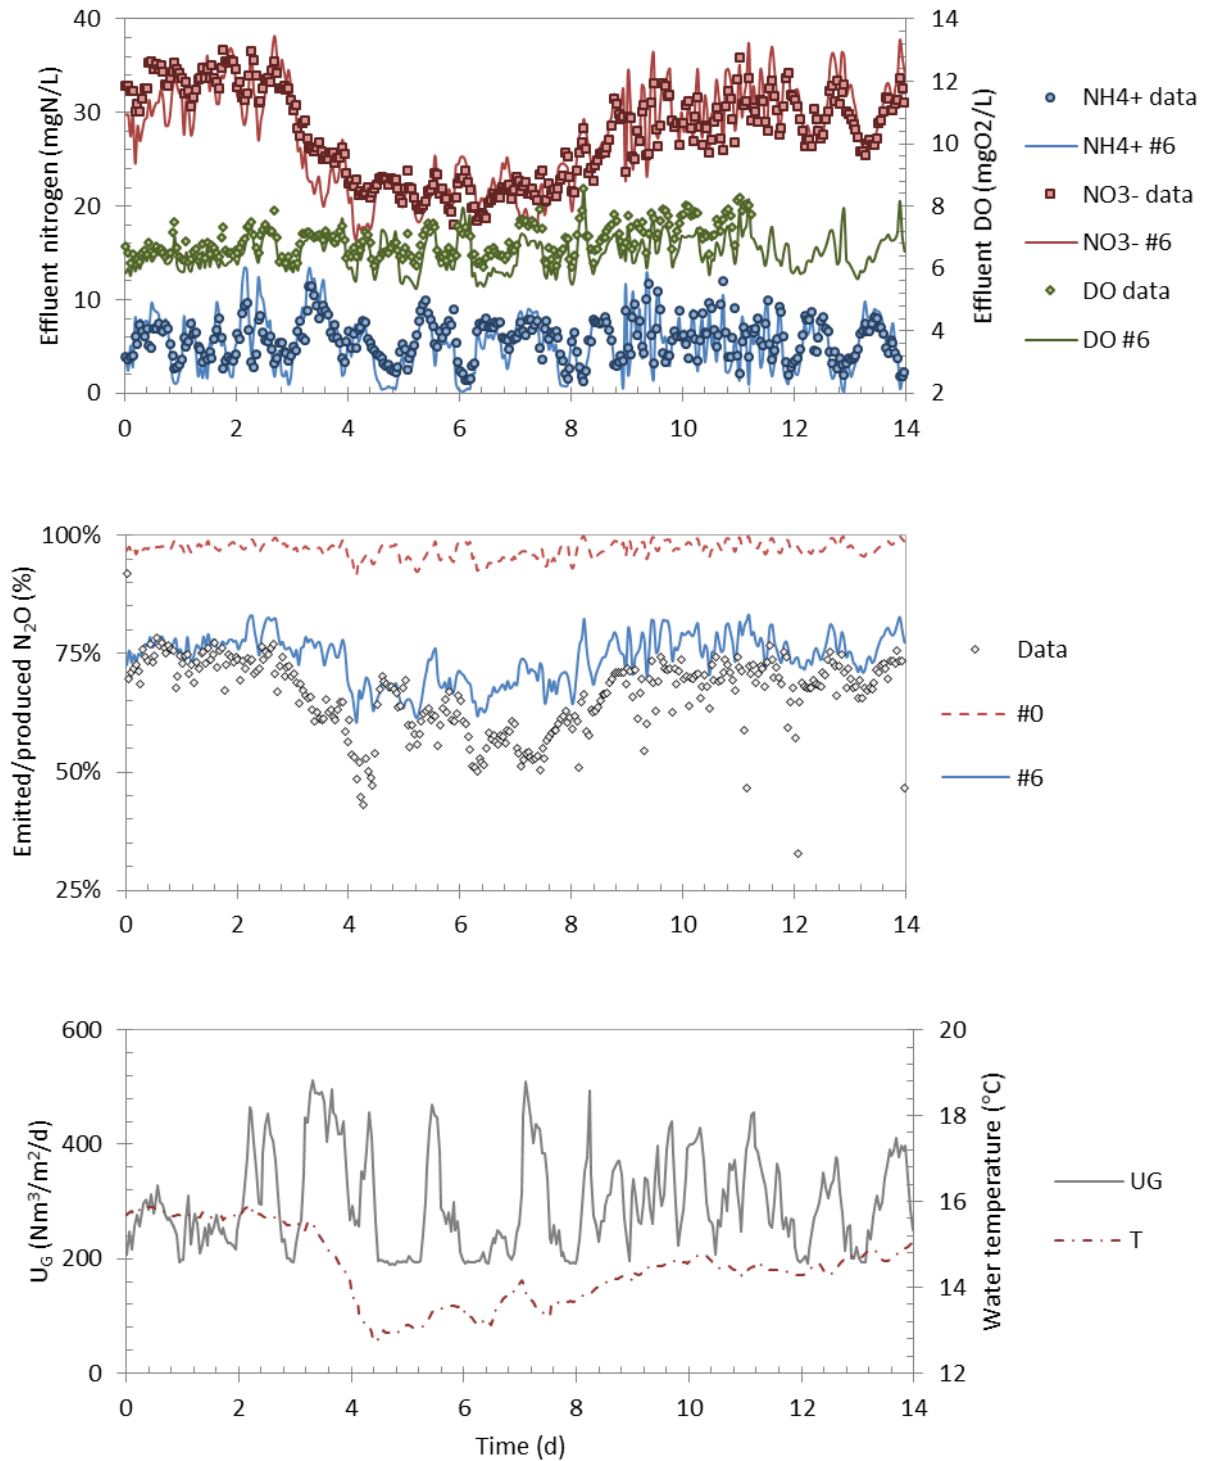 40
30
20
10
0
Effluent nitrogen (mgN/L)
14
12
10
8
6
4
2
Effluent DO (mgO2/L)
0 2 4 6 8 10 12 14
NH4+ data
NH4+ #6
NO3- data
NO3- #6
DO data
DO #6
100%
75%
50%
25%
Emitted/produced N₂O (%)
0 2 4 6 8 10 12 14
Data
#0
#6
600
400
200
0
U_G (Nm³/m²/d)
20
18
16
14
12
Water temperature (°C)
0 2 4 6 8 10 12 14
Time (d)
UG
T